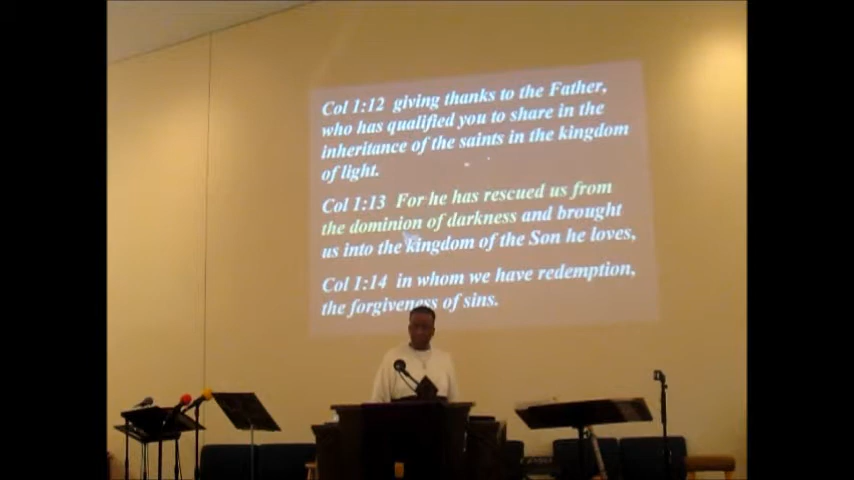 Col 1:12 giving thanks to the Father,
who has qualified you to share in the
inheritance of the saints in the kingdom
of light.
Col 1:13 For he has rescued us from
the dominion of darkness and brought
us into the kingdom of the Son he loves,
Col 1:14 in whom we have redemption,
the forgiveness of sins.